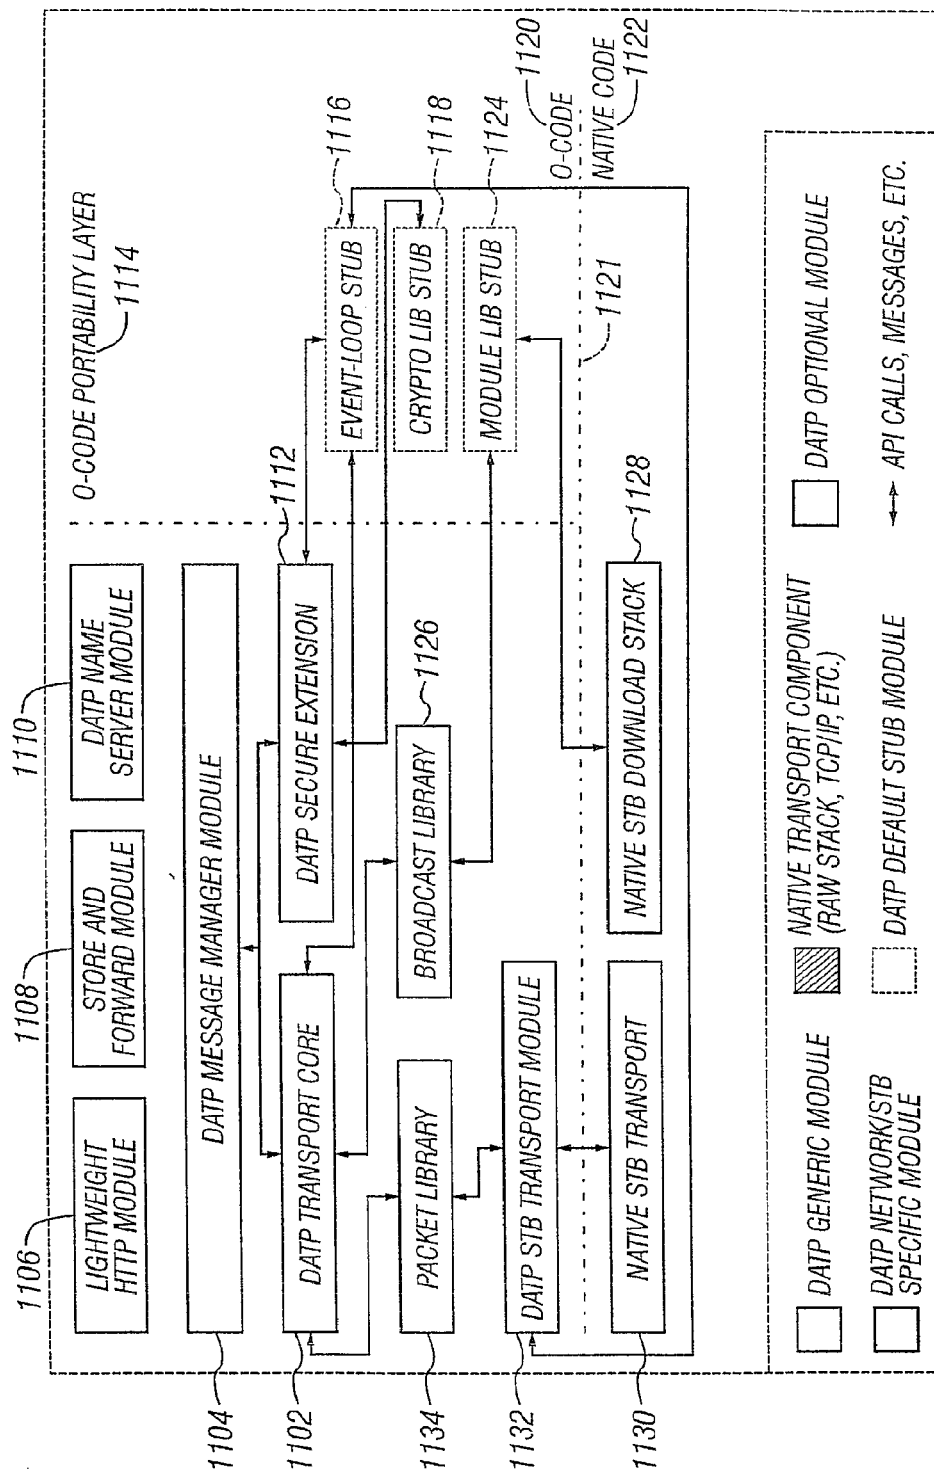 1106
LIGHTWEIGHT
HTTP MODULE
1108
STORE AND
FORWARD MODULE
1110
DATP NAME
SERVER MODULE
O-CODE PORTABILITY LAYER
1114
1104
DATP MESSAGE MANAGER MODULE
1102
DATP TRANSPORT CORE
DATP SECURE EXTENSION
1112
EVENT-LOOP STUB
1116
CRYPTO LIB STUB
1118
MODULE LIB STUB
1124
1134
PACKET LIBRARY
BROADCAST LIBRARY
1126
1132
DATP STB TRANSPORT MODULE
1121
O-CODE
1120
NATIVE CODE
1122
1130
NATIVE STB TRANSPORT
NATIVE STB DOWNLOAD STACK
1128
DATP GENERIC MODULE
NATIVE TRANSPORT COMPONENT
(RAW STACK, TCP/IP, ETC.)
DATP OPTIONAL MODULE
DATP NETWORK/STB
SPECIFIC MODULE
DATP DEFAULT STUB MODULE
API CALLS, MESSAGES, ETC.